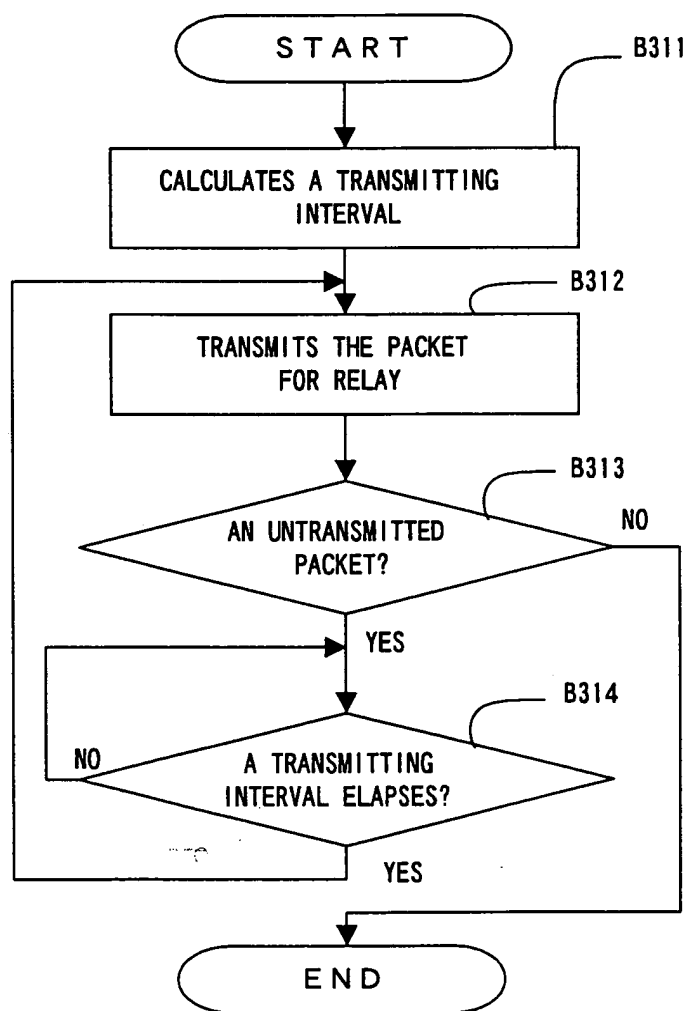 START
B311
CALCULATES A TRANSMITTING
INTERVAL
B312
TRANSMITS THE PACKET
FOR RELAY
B313
AN UNTRANSMITTED
PACKET?
NO
YES
B314
NO
A TRANSMITTING
INTERVAL ELAPSES?
YES
END